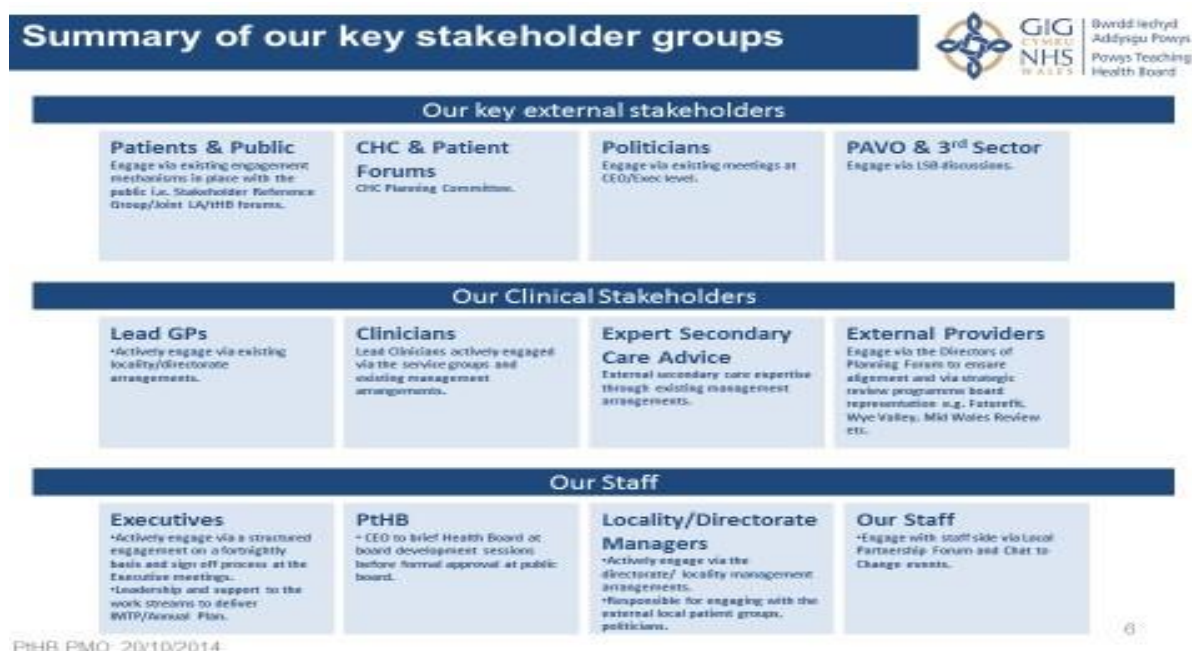 Summary of our key stakeholder groups
GIG
CYMRU
NHS
WALES
Bwrdd Iechyd
Addysgu Powys
Powys Teaching
Health Board
Our key external stakeholders
Patients & Public
Engage via existing engagement
mechanisms in place with the
public i.e. Stakeholder Reference
Group/Joint LA/tHB forums.
CHC & Patient
Forums
CHC Planning Committee.
Politicians
Engage via existing meetings at
CEO/Exec level.
PAVO & 3rd Sector
Engage via LSB discussions.
Our Clinical Stakeholders
Lead GPs
•Actively engage via existing
locality/directorate
arrangements.
Clinicians
Lead Clinicians actively engaged
via the service groups and
existing management
arrangements.
Expert Secondary
Care Advice
External secondary care expertise
through existing management
arrangements.
External Providers
Engage via the Directors of
Planning Forum to ensure
alignment and via strategic
review programme board
representation e.g. Futurefit,
Wye Valley, Mid Wales Review
etc.
Our Staff
Executives
•Actively engage via a structured
engagement on a fortnightly
basis and sign off process at the
Executive meetings.
•Leadership and support to the
work streams to deliver
IMTP/Annual Plan.
PtHB
• CEO to brief Health Board at
board development sessions
before formal approval at public
board.
Locality/Directorate
Managers
•Actively engage via the
directorate/ locality management
arrangements.
•Responsible for engaging with the
external local patient groups,
politicians.
Our Staff
•Engage with staff side via Local
Partnership Forum and Chat to
Change events.
6
PtHB PMO: 20/10/2014